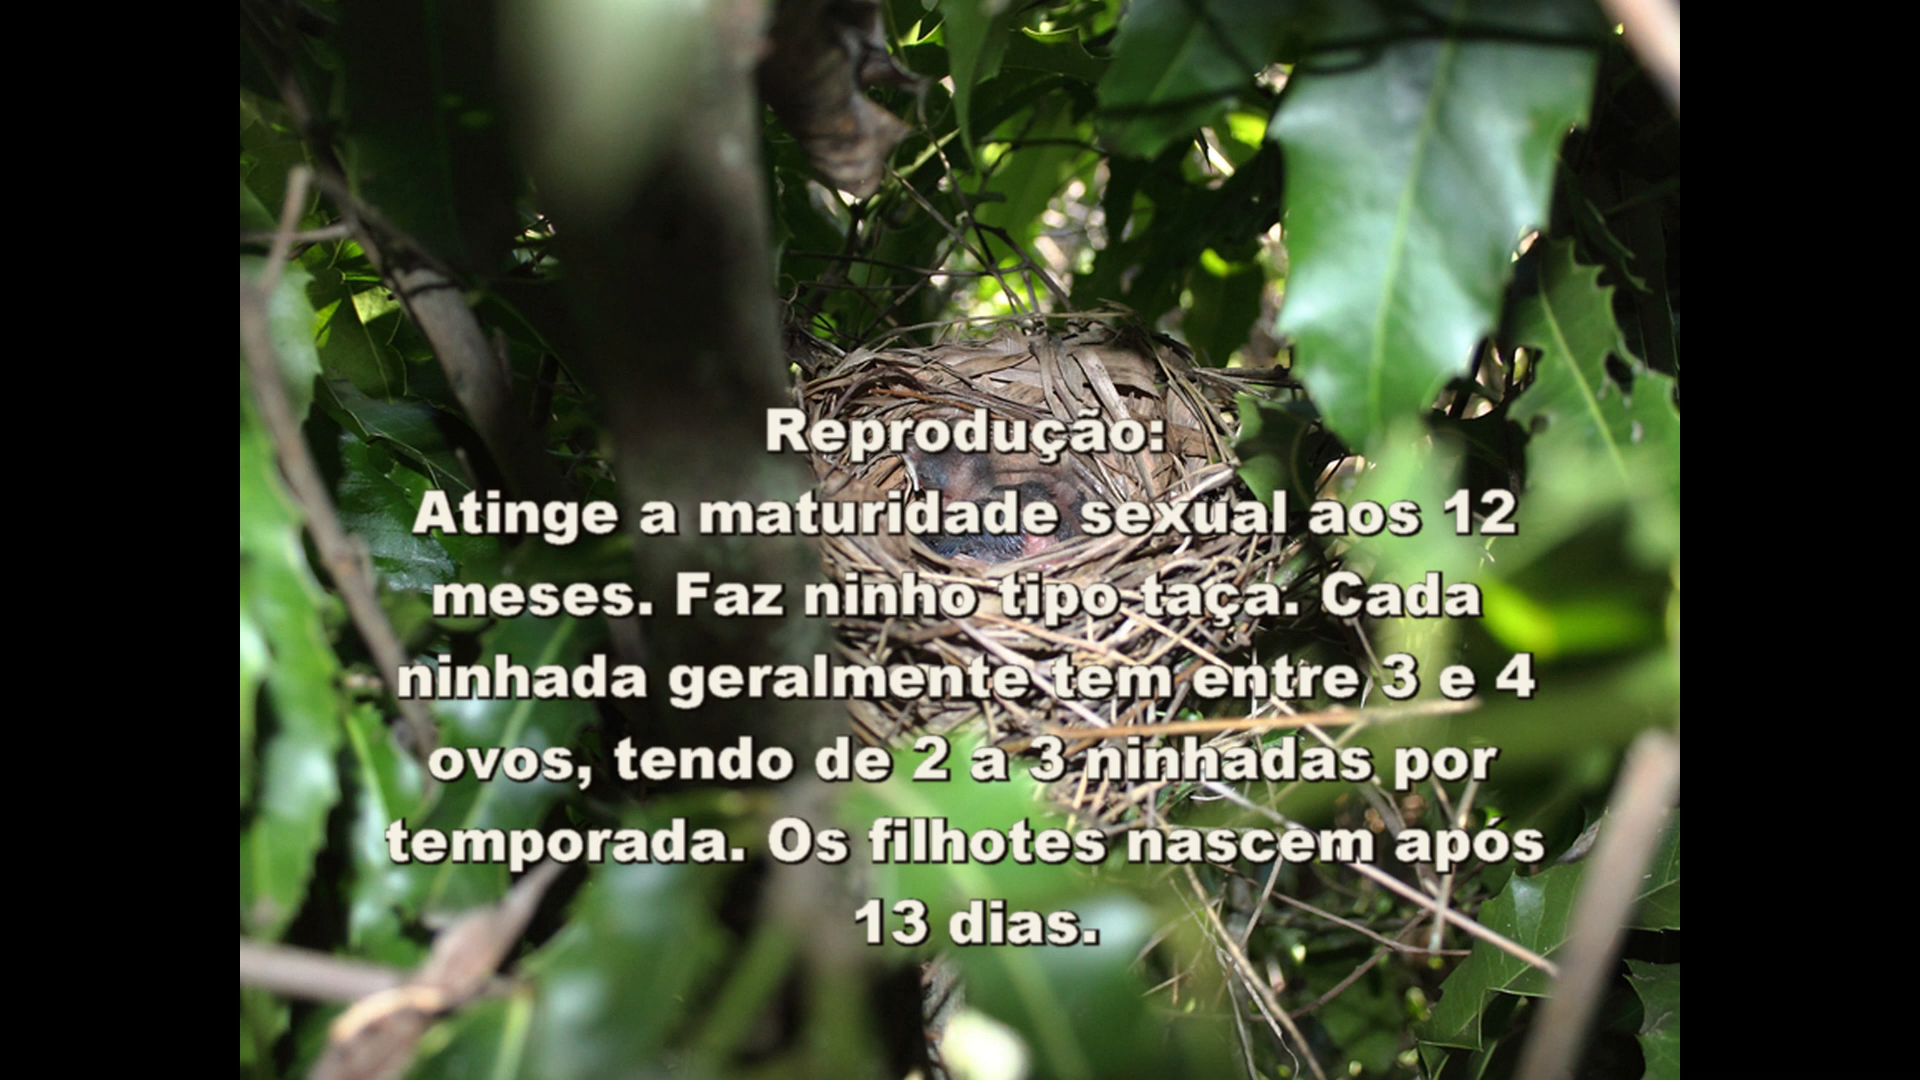 Reprodução:
Atinge a maturidade sexual aos 12
meses. Faz ninho tipo taça. Cada
ninhada geralmente tem entre 3 e 4
ovos, tendo de 2 a 3 ninhadas por
temporada. Os filhotes nascem após
13 dias.